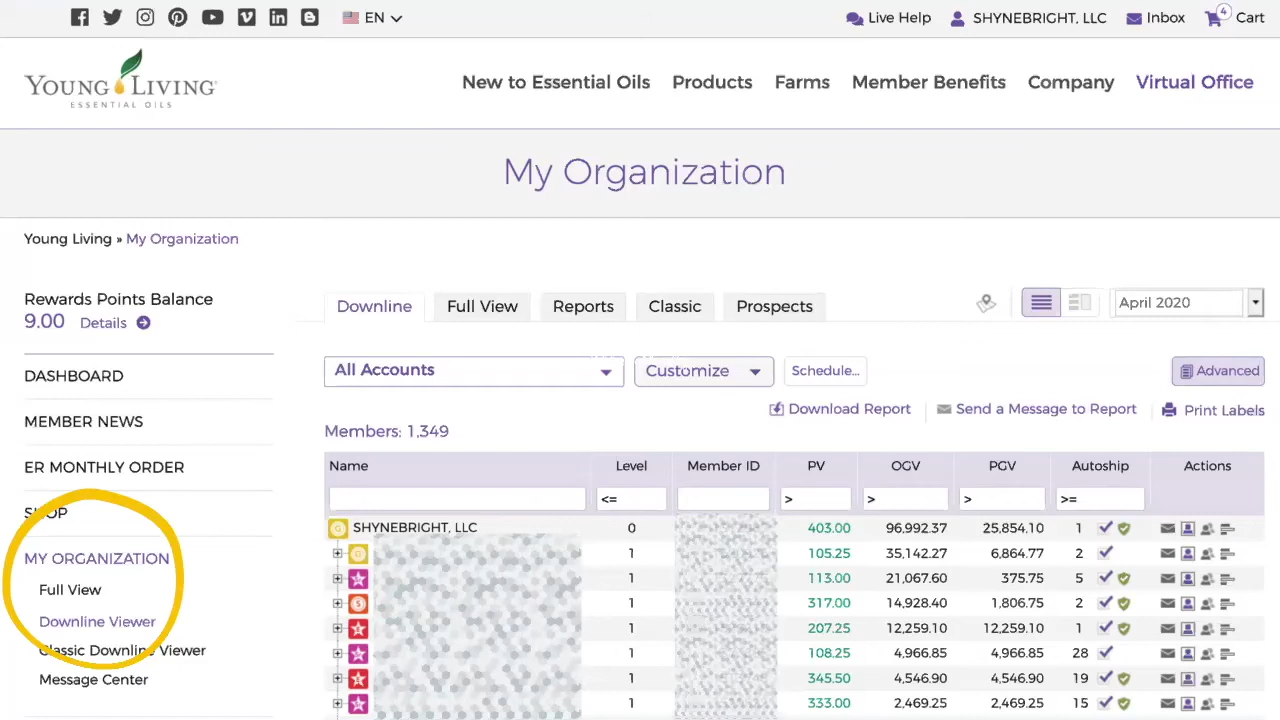 EN
Live Help
SHYNEBRIGHT, LLC
Inbox
4
Cart
YOUNG LIVING
ESSENTIAL OILS
New to Essential Oils Products Farms Member Benefits Company Virtual Office
My Organization
Young Living » My Organization
Rewards Points Balance
9.00 Details
DASHBOARD
MEMBER NEWS
ER MONTHLY ORDER
SHOP
MY ORGANIZATION
Full View
Downline Viewer
Classic Downline Viewer
Message Center
Downline Full View Reports Classic Prospects
April 2020
All Accounts Customize Schedule... Advanced
Download Report Send a Message to Report Print Labels
Members: 1,349
Name Level Member ID PV OGV PGV Autoship Actions
<= > > > >=
G SHYNEBRIGHT, LLC 0 403.00 96,992.37 25,854.10 1
G 1 105.25 35,142.27 6,864.77 2
1 113.00 21,067.60 375.75 5
S 1 317.00 14,928.40 1,806.75 2
1 207.25 12,259.10 12,259.10 1
1 108.25 4,966.85 4,966.85 28
1 345.50 4,546.90 4,546.90 19
1 333.00 2,469.25 2,469.25 15